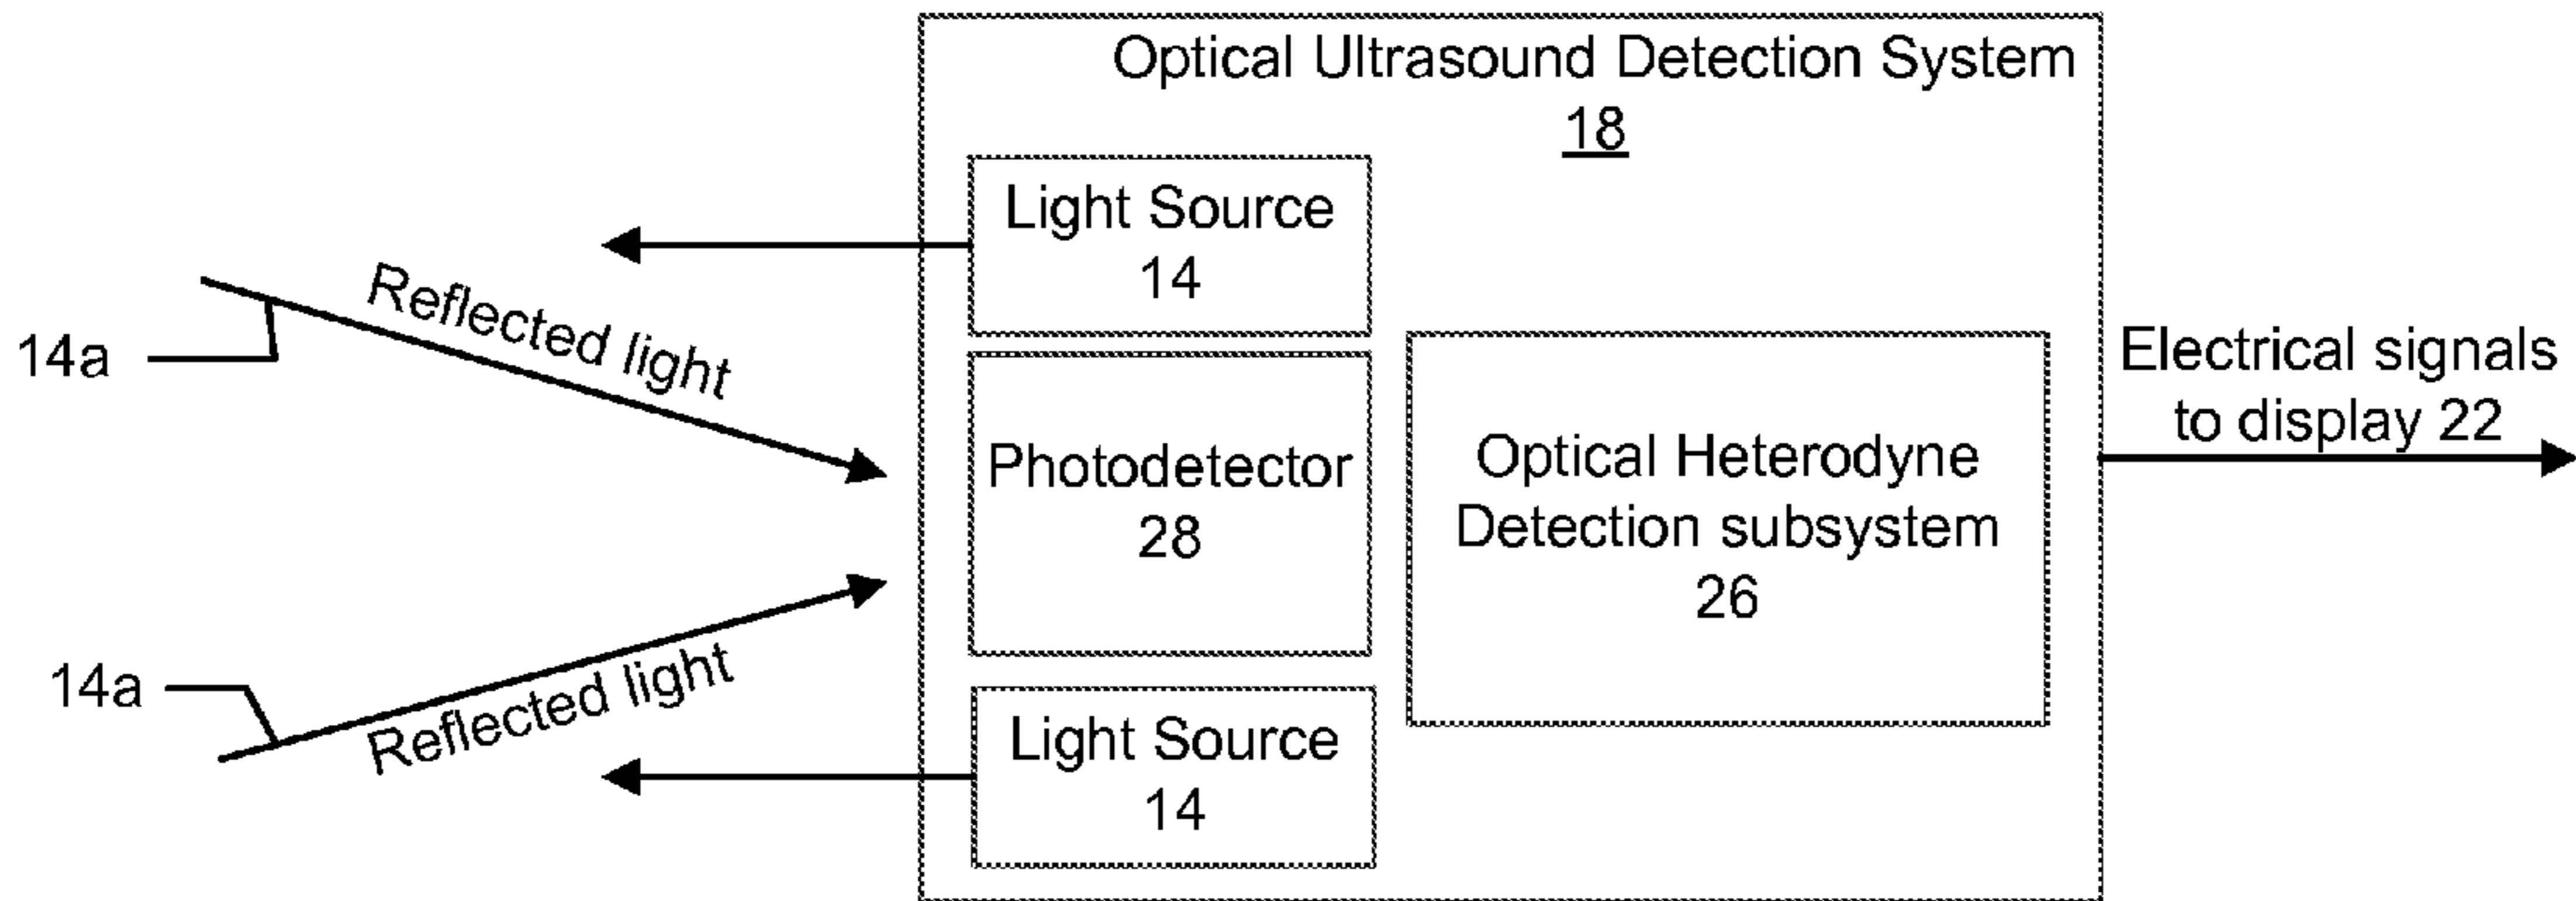 Optical Ultrasound Detection System
18
Light Source
14
Reflected light
14a
Photodetector
28
Optical Heterodyne
Detection subsystem
26
Electrical signals
to display 22
14a
Reflected light
Light Source
14